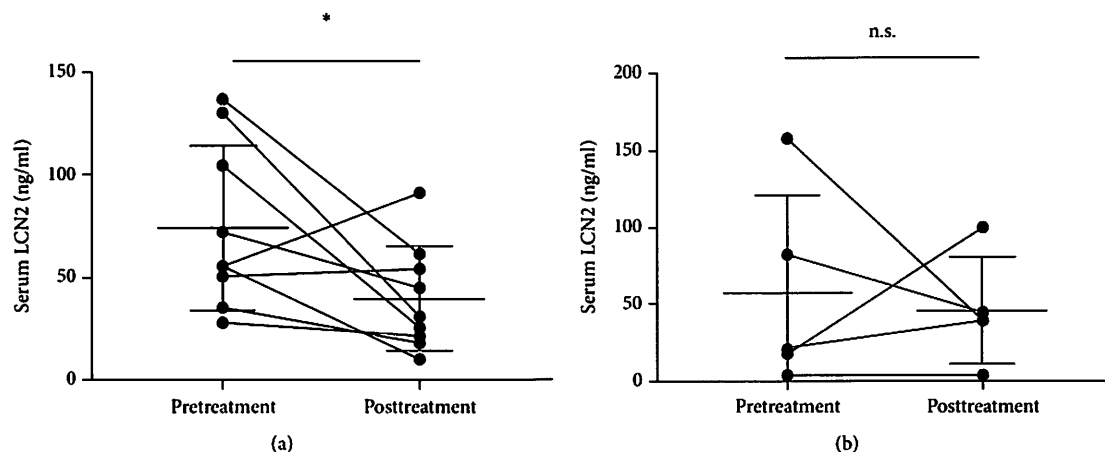 *
150
100
50
0
Serum LCN2 (ng/ml)
Pretreatment
Posttreatment
(a)
n.s.
200
150
100
50
0
Serum LCN2 (ng/ml)
Pretreatment
Posttreatment
(b)